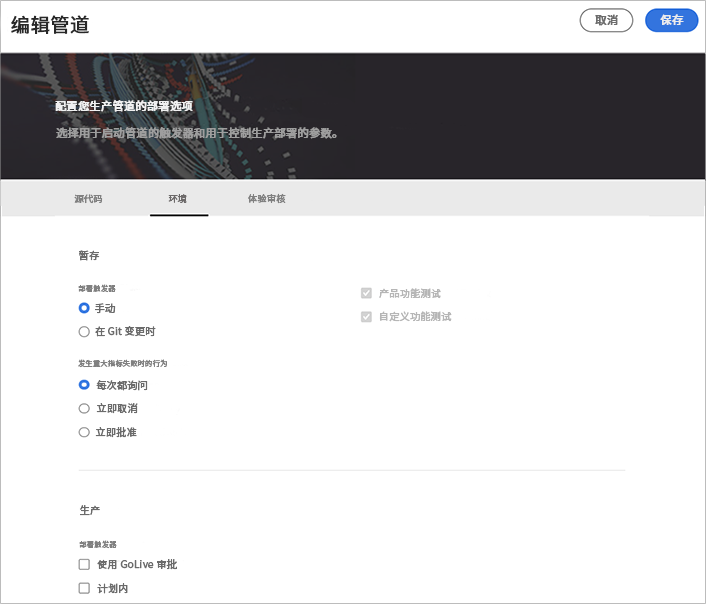 编辑管道
取消
保存
配置您生产管道的部署选项
选择用于启动管道的触发器和用于控制生产部署的参数。
源代码
环境
体验审核
暂存
部署触发器
手动
在 Git 变更时
产品功能测试
自定义功能测试
发生重大指标失败时的行为
每次都询问
立即取消
立即批准
生产
部署触发器
使用 GoLive 审批
计划内